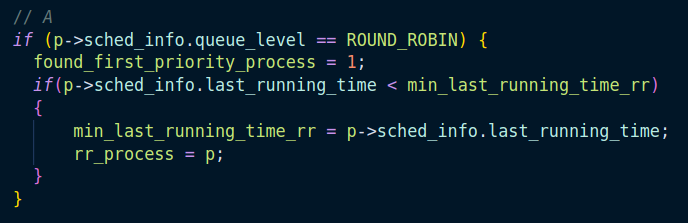 // A
if (p->sched_info.queue_level == ROUND_ROBIN) {
  found_first_priority_process = 1;
  if(p->sched_info.last_running_time < min_last_running_time_rr)
  {
      min_last_running_time_rr = p->sched_info.last_running_time;
      rr_process = p;
  }
}